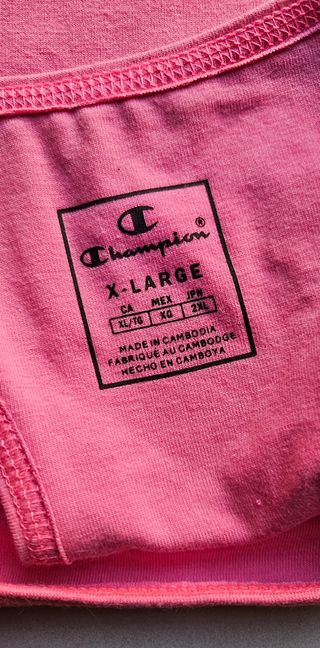 C
Champion®
X-LARGE
CA MEX JPN
XL/TG XG 2XL
MADE IN CAMBODIA
FABRIQUÉ AU CAMBODGE
HECHO EN CAMBOYA